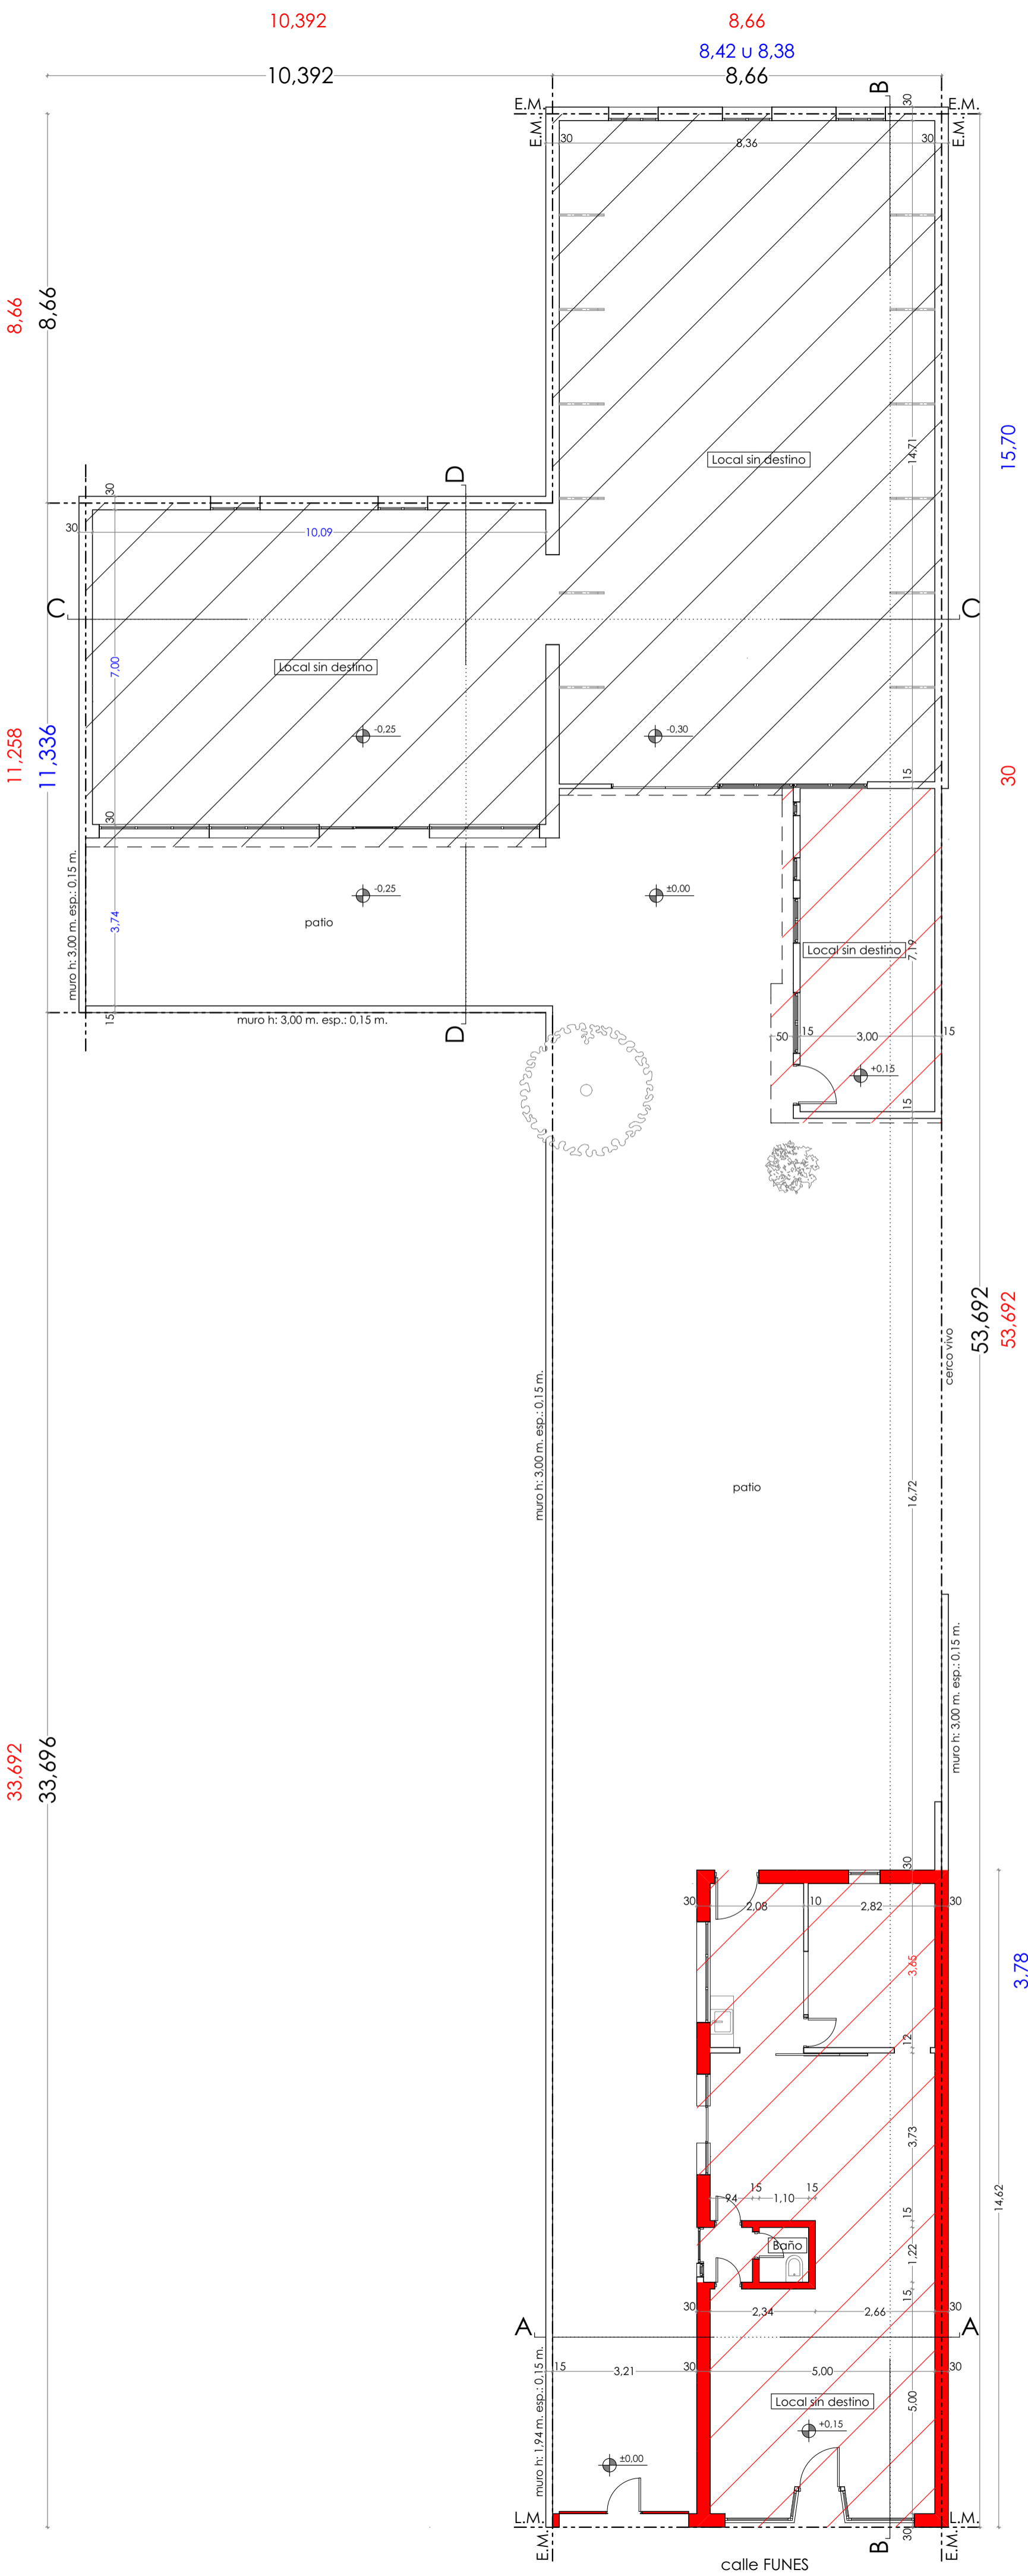 10,392
8,66
8,42 u 8,38
10,392
8,66
B
30
E.M.
E.M.
E.M.
E.M.
30
8,36
30
8,66
8,66
14,71
15,70
Local sin destino
D
30
30
10,09
C
C
7,00
Local sin destino
-0,25
-0,30
11,258
11,336
15
30
30
muro h: 3,00 m. esp.: 0,15 m.
-0,25
±0,00
3,74
patio
Local sin destino
7,19
15
muro h: 3,00 m. esp.: 0,15 m.
D
50
15
3,00
15
+0,15
15
53,692
53,692
cerco vivo
muro h: 3,00 m. esp.: 0,15 m.
patio
16,72
muro h: 3,00 m. esp.: 0,15 m.
33,692
33,696
30
30
2,08
10
2,82
30
3,65
3,78
12
3,73
14,62
15
15
94
1,10
15
Baño
1,22
15
30
2,34
2,66
30
A
A
muro h: 1,94 m. esp.: 0,15 m.
15
3,21
30
5,00
30
Local sin destino
5,00
+0,15
±0,00
L.M.
L.M.
E.M.
B
30
E.M.
calle FUNES